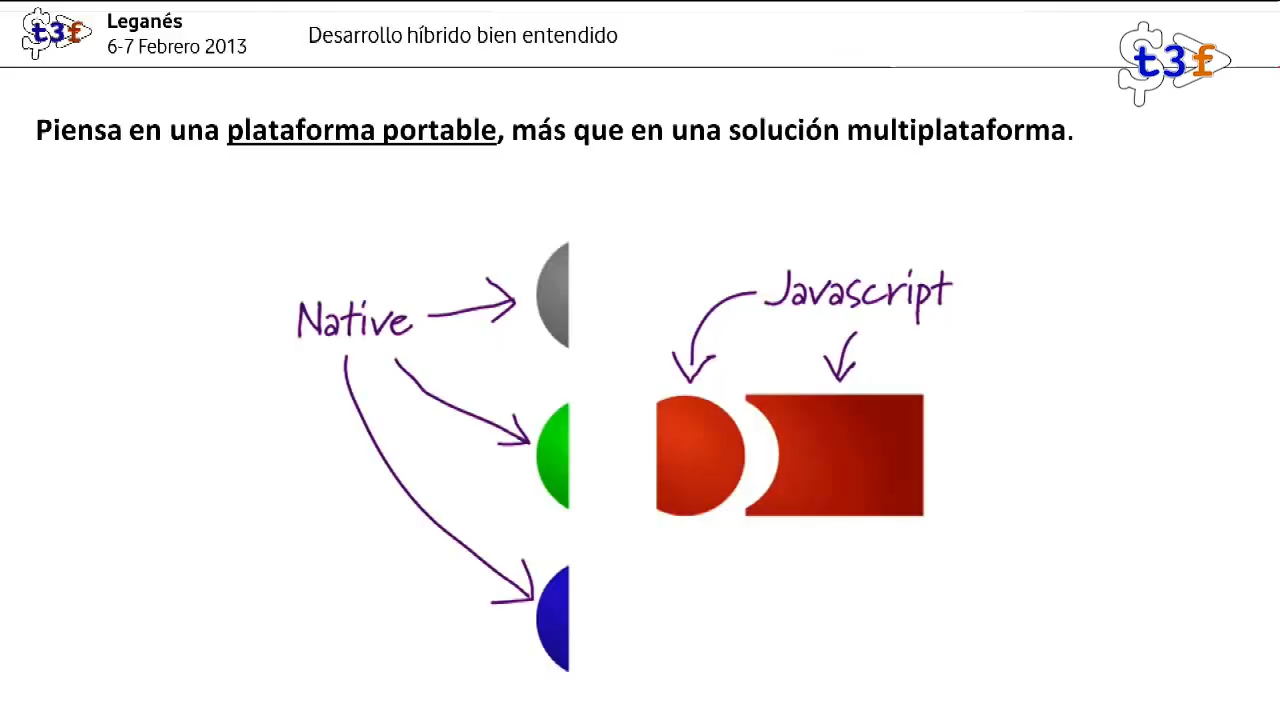 t3f
Leganés
6-7 Febrero 2013
Desarrollo híbrido bien entendido
t3f
Piensa en una plataforma portable, más que en una solución multiplataforma.
Native
Javascript